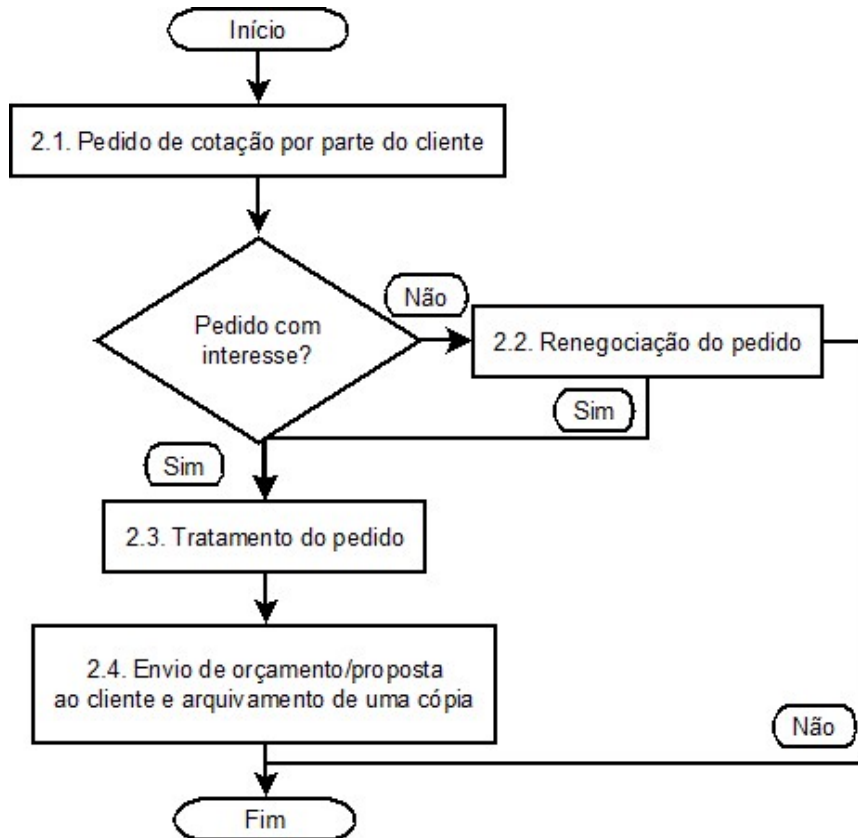 Início
2.1. Pedido de cotação por parte do cliente
Pedido com
interesse?
Não
2.2. Renegociação do pedido
Sim
Sim
2.3. Tratamento do pedido
2.4. Envio de orçamento/proposta
ao cliente e arquivamento de uma cópia
Não
Fim